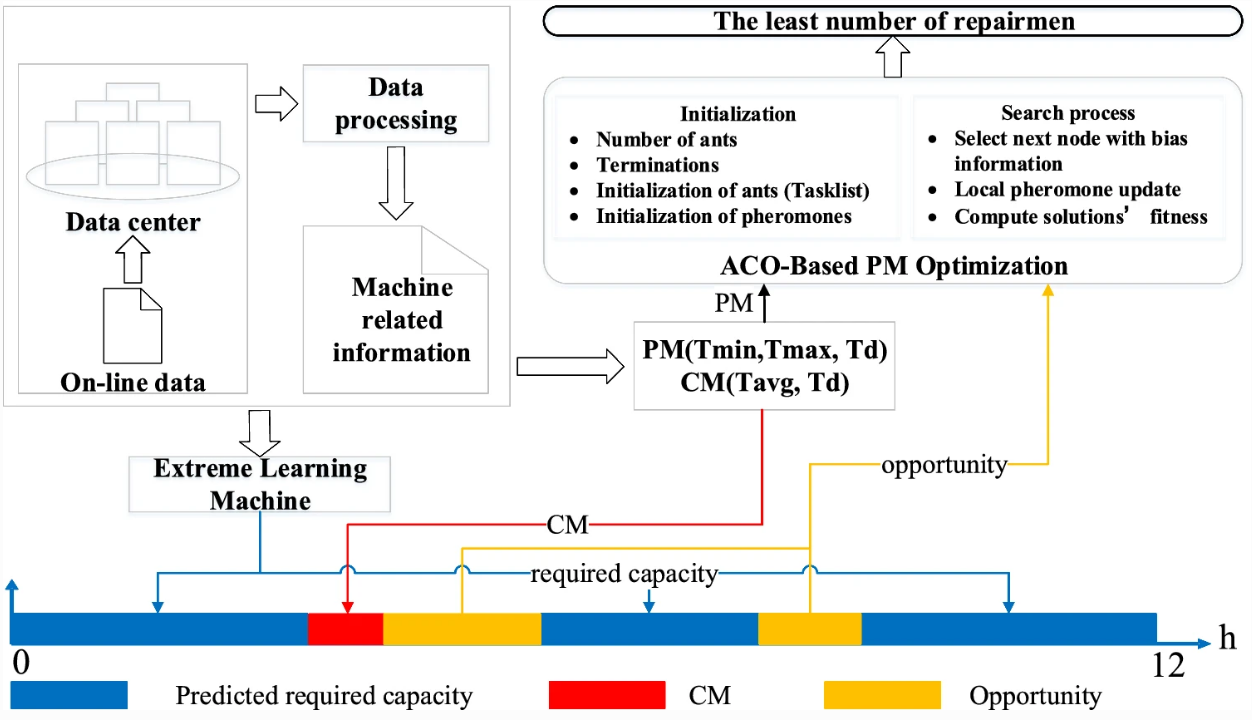 The least number of repairmen
Data
processing
Data center
On-line data
Machine
related
information
Initialization
• Number of ants
• Terminations
• Initialization of ants (Tasklist)
• Initialization of pheromones
Search process
• Select next node with bias
information
• Local pheromone update
• Compute solutions’ fitness
ACO-Based PM Optimization
PM
PM(Tmin,Tmax, Td)
CM(Tavg, Td)
Extreme Learning
Machine
opportunity
CM
required capacity
h
0
12
Predicted required capacity
CM
Opportunity